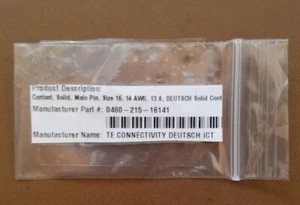 Product Description:
Contact, Solid, Male Pin, Size 16, 14 AWG, 13 A, DEUTSCH Solid Cont
Manufacturer Part #: 0460-215-16141
Manufacturer Name: TE CONNECTIVITY DEUTSCH ICT